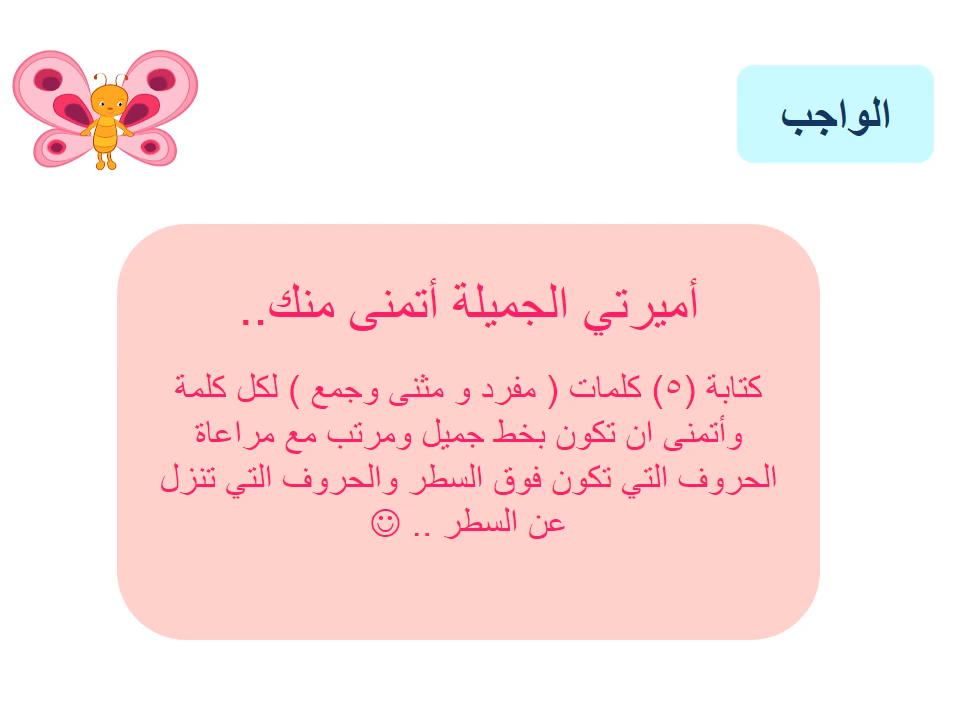 الواجب
أميرتي الجميلة أتمنى منك..
كتابة (٥) كلمات ( مفرد و مثنى وجمع ) لكل كلمة
وأتمنى ان تكون بخط جميل ومرتب مع مراعاة
الحروف التي تكون فوق السطر والحروف التي تنزل
عن السطر .. ☺